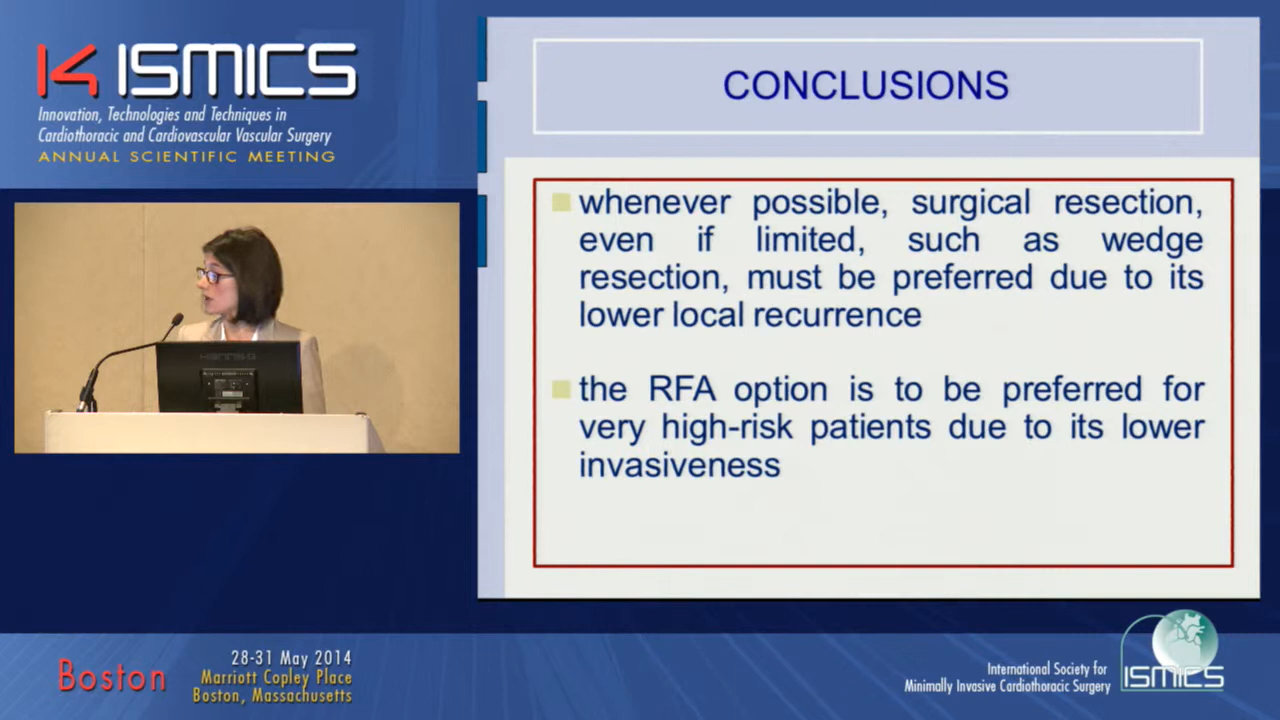 14 ISMICS
Innovation, Technologies and Techniques in
Cardiothoracic and Cardiovascular Vascular Surgery
ANNUAL SCIENTIFIC MEETING
CONCLUSIONS
whenever possible, surgical resection,
even if limited, such as wedge
resection, must be preferred due to its
lower local recurrence
the RFA option is to be preferred for
very high-risk patients due to its lower
invasiveness
Boston
28-31 May 2014
Marriott Copley Place
Boston, Massachusetts
International Society for
Minimally Invasive Cardiothoracic Surgery
ISMICS